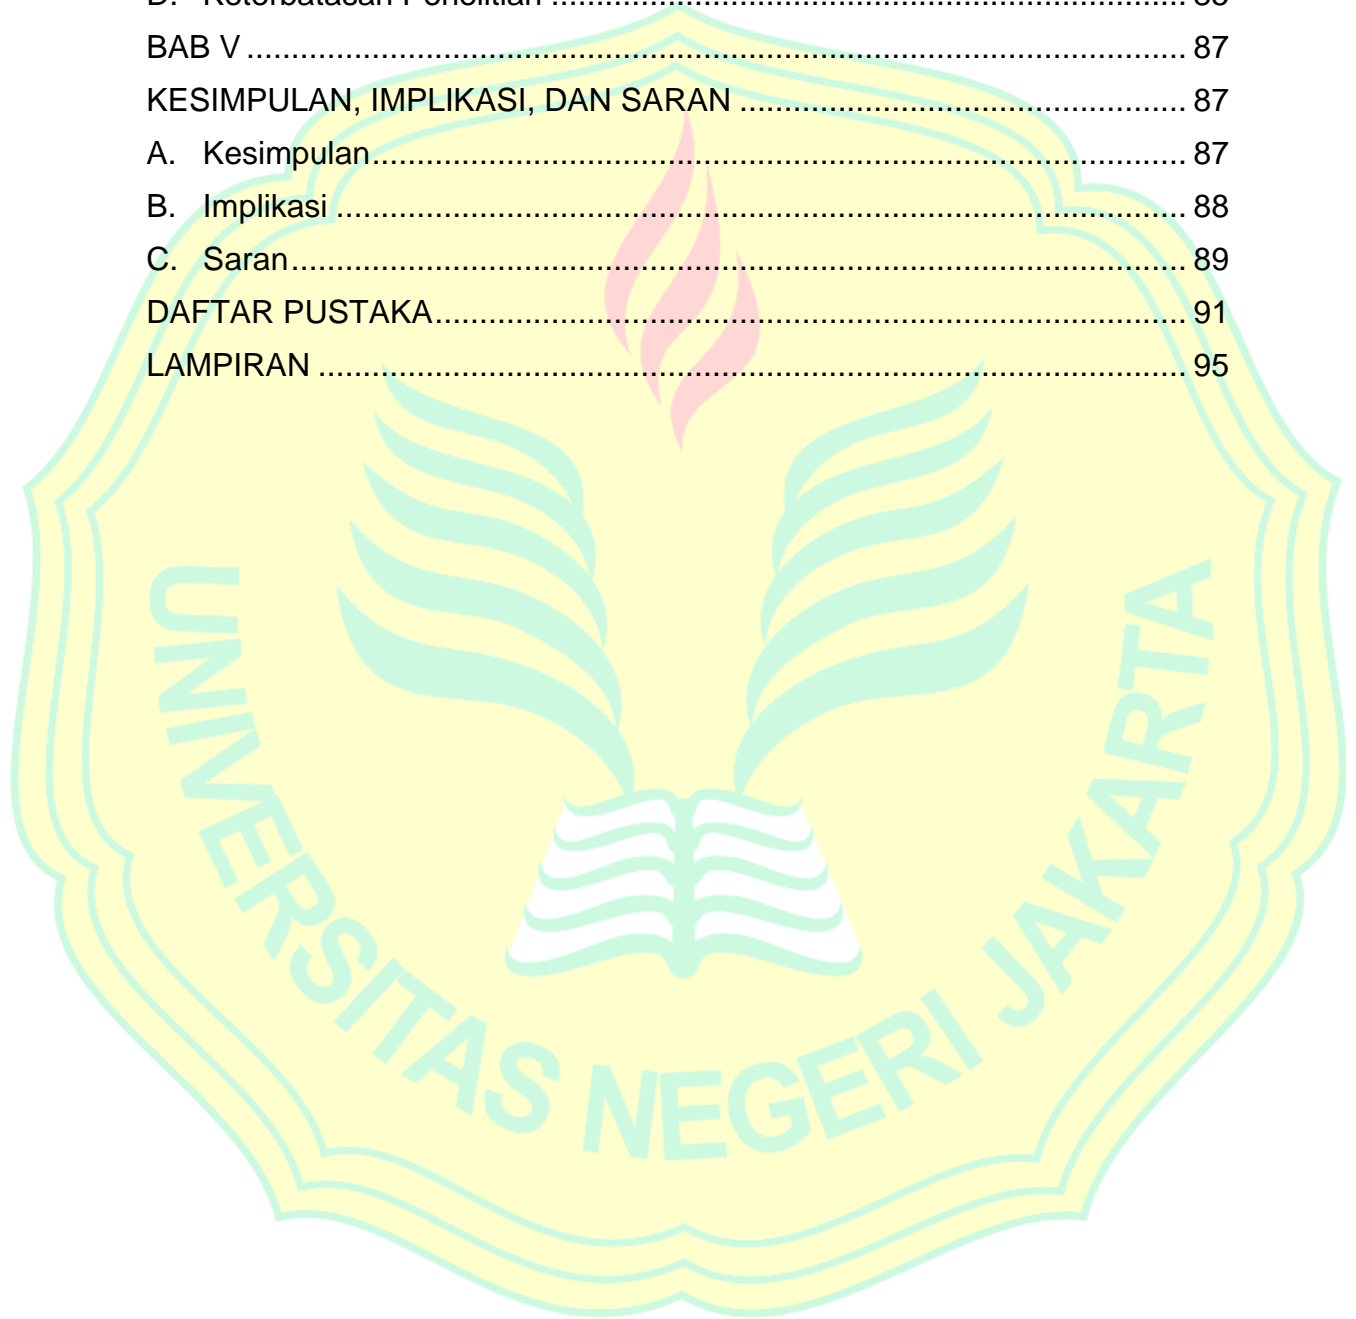 BAB V ........................................................................................................ 87
KESIMPULAN, IMPLIKASI, DAN SARAN .................................................. 87
A. Kesimpulan........................................................................................... 87
B. Implikasi ............................................................................................... 88
C. Saran.................................................................................................... 89
DAFTAR PUSTAKA.................................................................................... 91
LAMPIRAN ................................................................................................. 95
UNIVERSITAS NEGERI JAKARTA